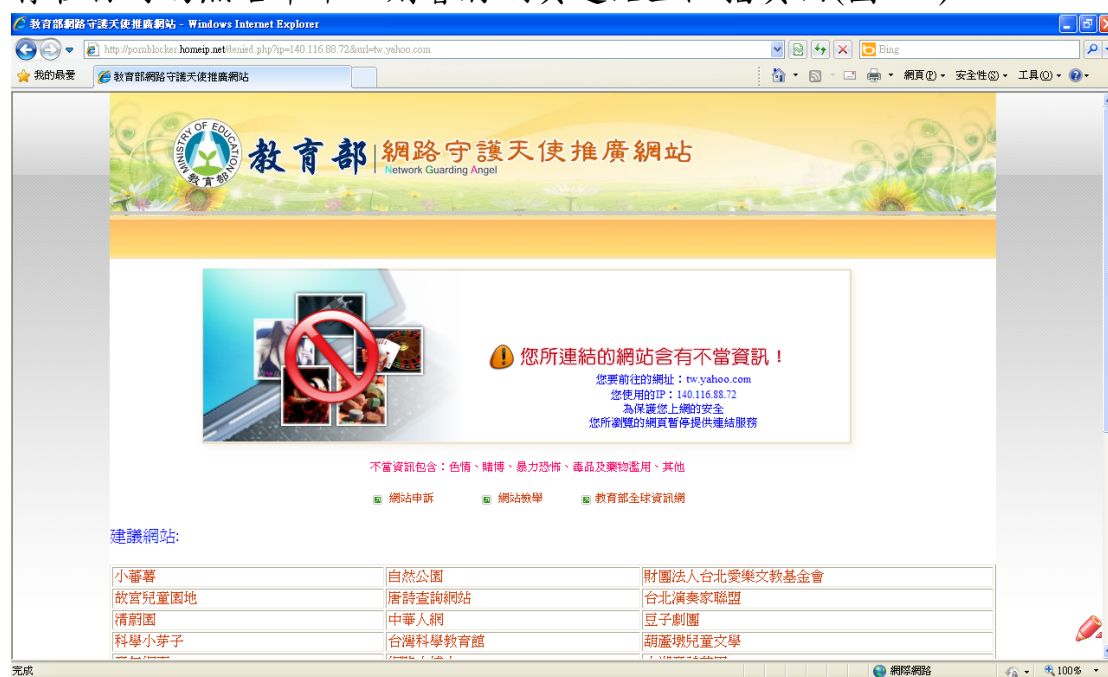 教育部網路守護天使推廣網站 - Windows Internet Explorer
http://pornblocker.homeip.net/denied.php?ip=140.116.88.72&url=tw.yahoo.com
Bing
我的最愛
教育部網路守護天使推廣網站
網頁(P)
安全性(S)
工具(O)
MINISTRY OF EDUCATION
教育部
教育部
網路守護天使推廣網站
Network Guarding Angel
您所連結的網站含有不當資訊！
您要前往的網址：tw.yahoo.com
您使用的IP：140.116.88.72
為保護您上網的安全
您所瀏覽的網頁暫停提供連結服務
不當資訊包含：色情、賭博、暴力恐怖、毒品及藥物濫用、其他
網站申訴 網站檢舉 教育部全球資訊網
建議網站:
小蕃薯 自然公園 財團法人台北愛樂文教基金會
故宮兒童園地 唐詩查詢網站 台北演奏家聯盟
清蔚園 中華人網 豆子劇團
科學小芽子 台灣科學教育館 葫蘆墩兒童文學
完成
網際網路
100%